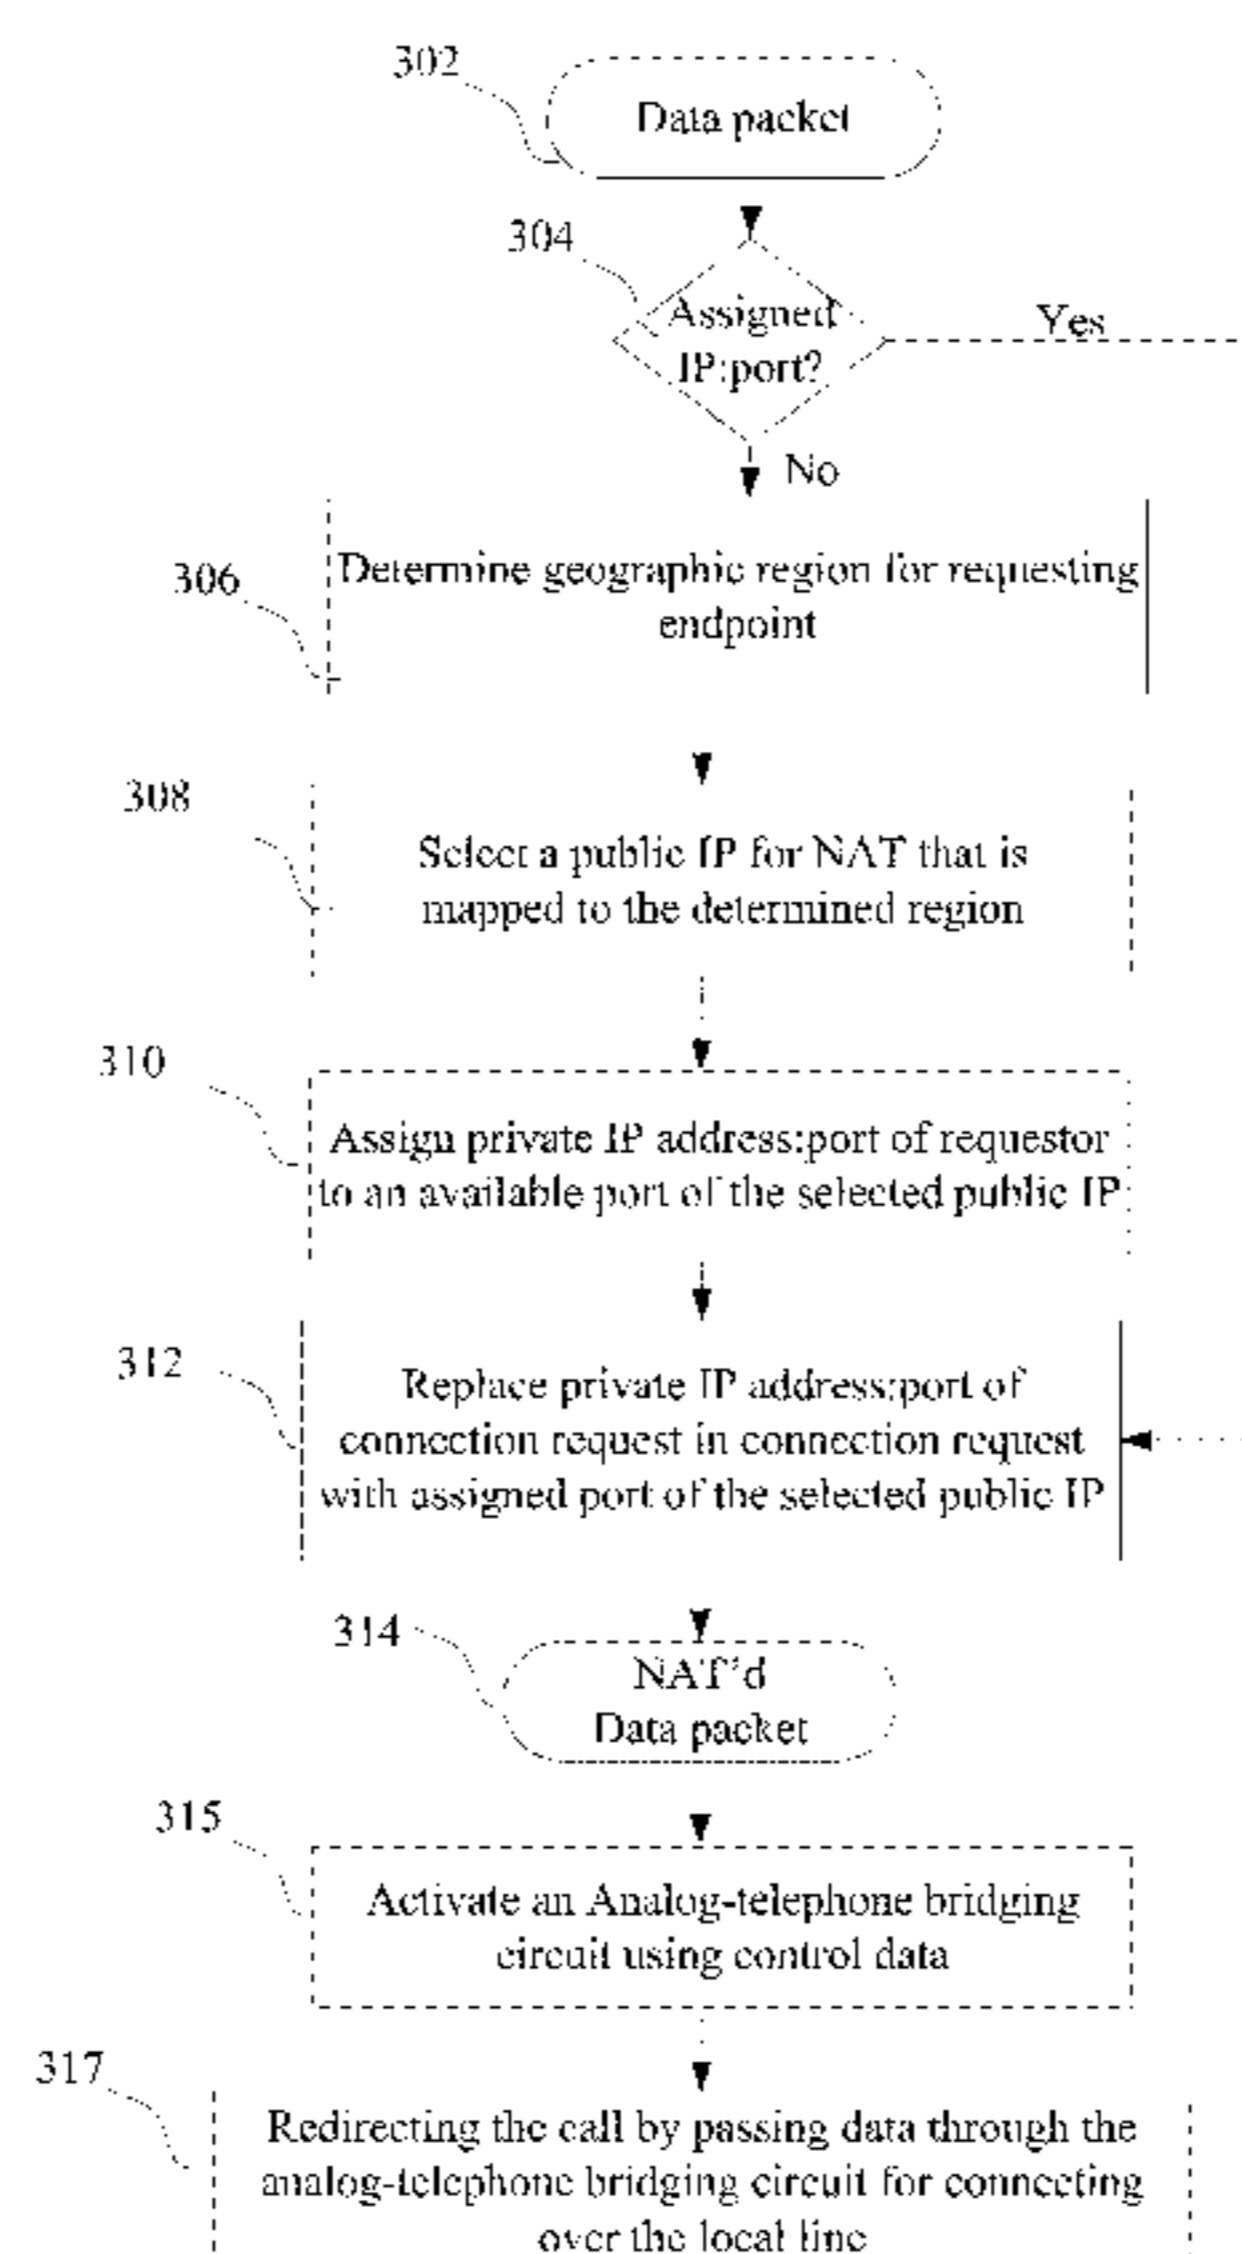 302
Data packet
304
Assigned
IP:port?
Yes
No
306
Determine geographic region for requesting
endpoint
308
Select a public IP for NAT that is
mapped to the determined region
310
Assign private IP address:port of requestor
to an available port of the selected public IP
312
Replace private IP address:port of
connection request in connection request
with assigned port of the selected public IP
314
NAT'd
Data packet
315
Activate an Analog-telephone bridging
circuit using control data
317
Redirecting the call by passing data through the
analog-telephone bridging circuit for connecting
over the local line